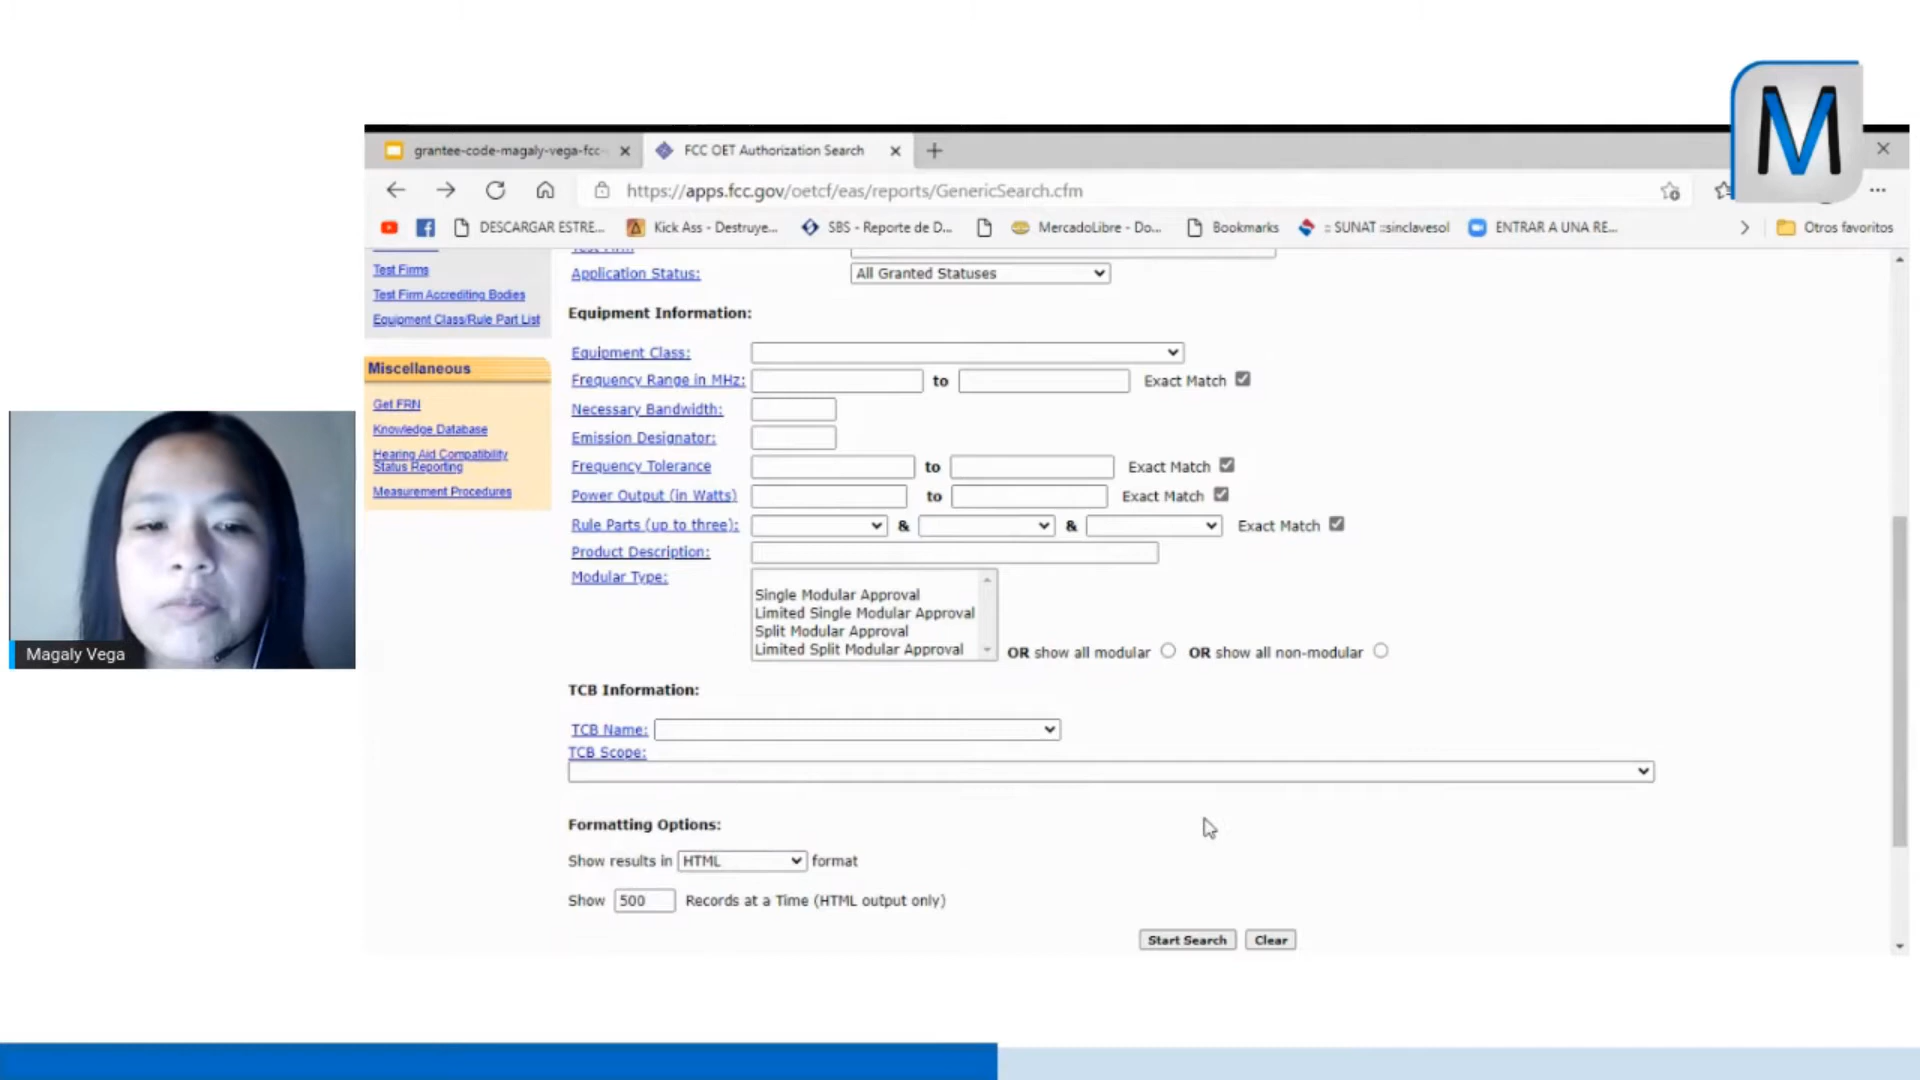 M
grantee-code-magaly-vega-fcc-
FCC OET Authorization Search
https://apps.fcc.gov/oetcf/eas/reports/GenericSearch.cfm
DESCARGAR ESTRE...
Kick Ass - Destruye...
SBS - Reporte de D...
MercadoLibre - Do...
Bookmarks
:: SUNAT ::sinclavesol
ENTRAR A UNA RE...
Otros favoritos
Test Firms
Test Firm Accrediting Bodies
Equipment Class/Rule Part List
Miscellaneous
Get FRN
Knowledge Database
Hearing Aid Compatibility
Status Reporting
Measurement Procedures
Magaly Vega
Test Firm
Application Status: All Granted Statuses
Equipment Information:
Equipment Class:
Frequency Range in MHz: to Exact Match
Necessary Bandwidth:
Emission Designator:
Frequency Tolerance to Exact Match
Power Output (in Watts) to Exact Match
Rule Parts (up to three): & & Exact Match
Product Description:
Modular Type:
Single Modular Approval
Limited Single Modular Approval
Split Modular Approval
Limited Split Modular Approval
OR show all modular OR show all non-modular
TCB Information:
TCB Name:
TCB Scope:
Formatting Options:
Show results in HTML format
Show 500 Records at a Time (HTML output only)
Start Search Clear